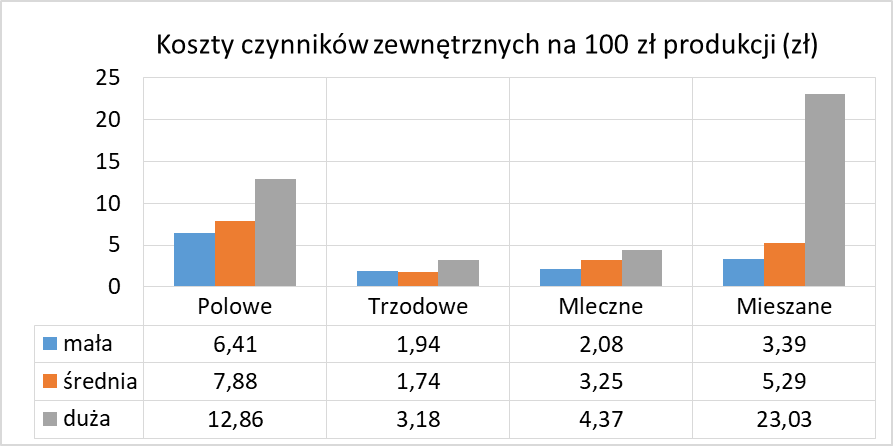 Koszty czynników zewnętrznych na 100 zł produkcji (zł)
25
20
15
10
5
0
Polowe Trzodowe Mleczne Mieszane
mała 6,41 1,94 2,08 3,39
średnia 7,88 1,74 3,25 5,29
duża 12,86 3,18 4,37 23,03